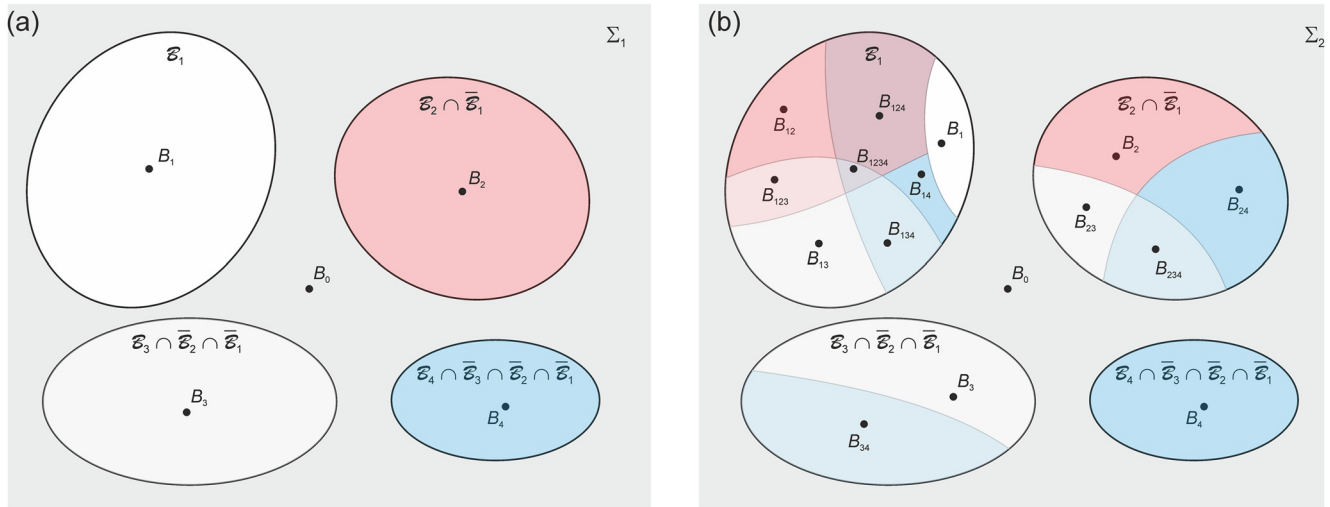 (a)
Σ₁
ℬ₁
B₁
ℬ₂ ∩ ℬ̅₁
B₂
B₀
ℬ₃ ∩ ℬ̅₂ ∩ ℬ̅₁
B₃
ℬ₄ ∩ ℬ̅₃ ∩ ℬ̅₂ ∩ ℬ̅₁
B₄
(b)
Σ₂
ℬ₁
B₁₂
B₁₂₄
B₁
B₁₂₃₄
B₁₂₃
B₁₄
B₁₃
B₁₃₄
ℬ₂ ∩ ℬ̅₁
B₂
B₂₄
B₂₃
B₂₃₄
B₀
ℬ₃ ∩ ℬ̅₂ ∩ ℬ̅₁
B₃
B₃₄
ℬ₄ ∩ ℬ̅₃ ∩ ℬ̅₂ ∩ ℬ̅₁
B₄